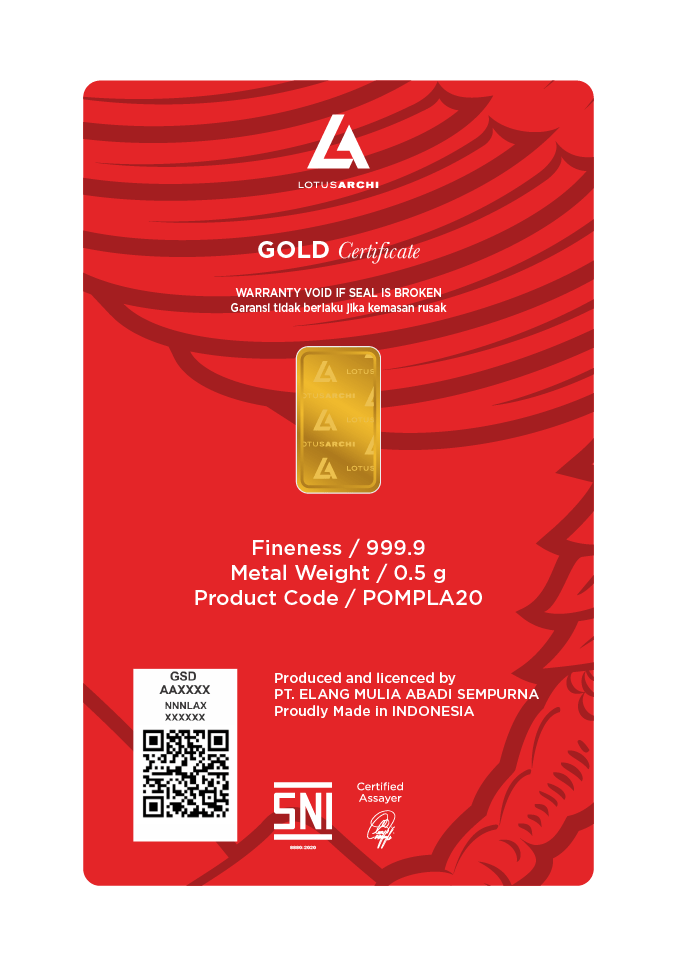 LOTUSARCHI
GOLD Certificate
WARRANTY VOID IF SEAL IS BROKEN
Garansi tidak berlaku jika kemasan rusak
LOTUS
LOTUSARCHI
LOTUS
Fineness / 999.9
Metal Weight / 0.5 g
Product Code / POMPLA20
GSD
AAXXXX
NNNLAX
XXXXXX
Produced and licenced by
PT. ELANG MULIA ABADI SEMPURNA
Proudly Made in INDONESIA
SNI
8880:2020
Certified
Assayer